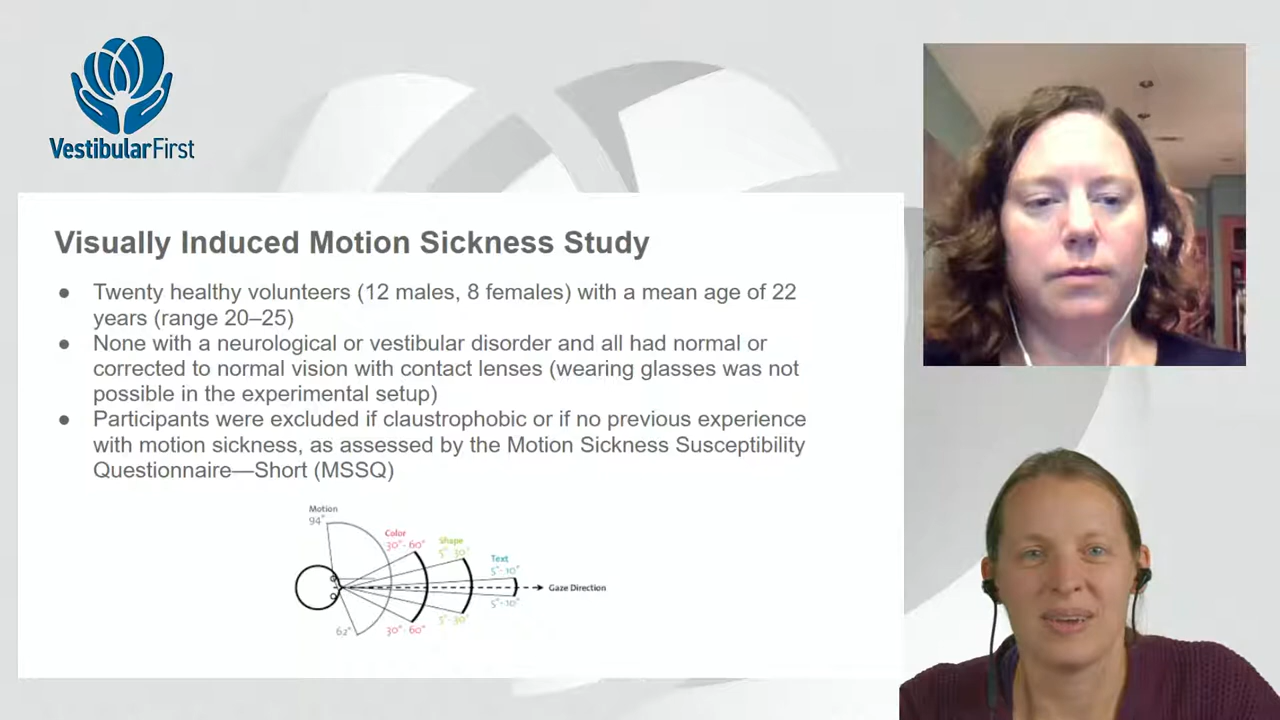 VestibularFirst
Visually Induced Motion Sickness Study
● Twenty healthy volunteers (12 males, 8 females) with a mean age of 22
years (range 20–25)
● None with a neurological or vestibular disorder and all had normal or
corrected to normal vision with contact lenses (wearing glasses was not
possible in the experimental setup)
● Participants were excluded if claustrophobic or if no previous experience
with motion sickness, as assessed by the Motion Sickness Susceptibility
Questionnaire—Short (MSSQ)
Motion
94°
Color
30°- 60°
Shape
5°- 30°
Text
5°- 10°
Gaze Direction
5°- 10°
5°- 30°
30°- 60°
62°